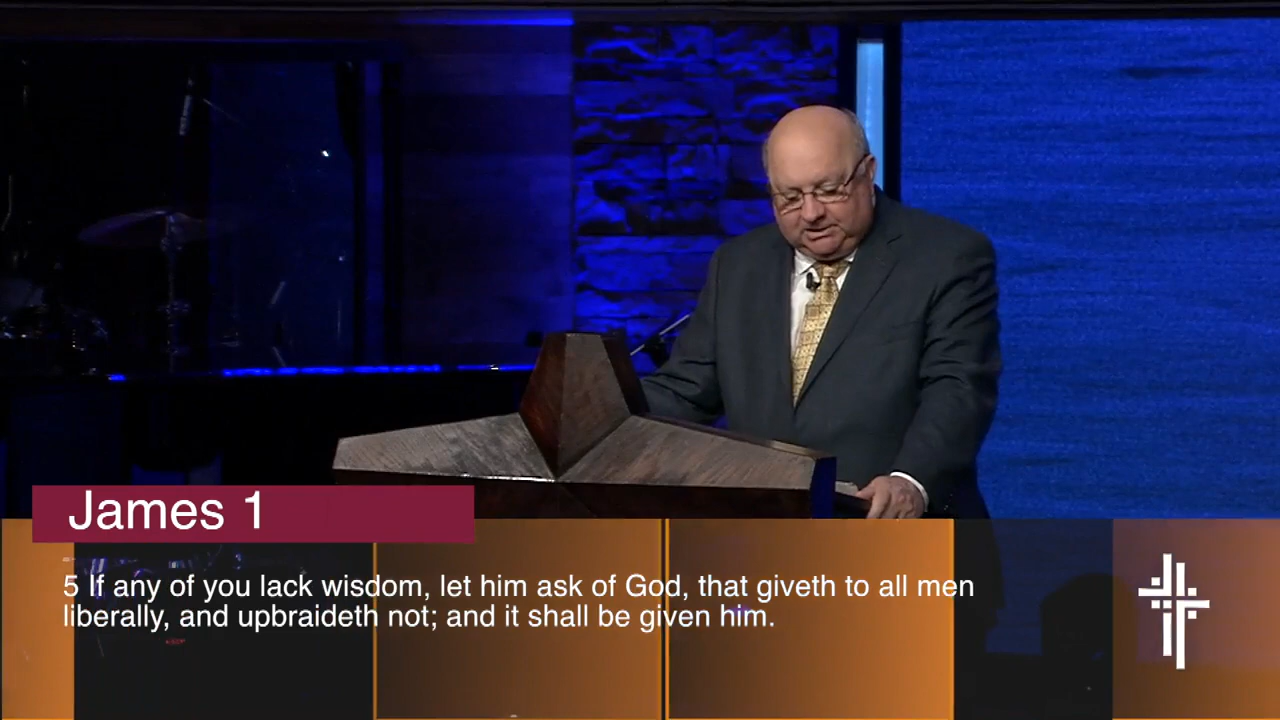 James 1
5 If any of you lack wisdom, let him ask of God, that giveth to all men
liberally, and upbraideth not; and it shall be given him.